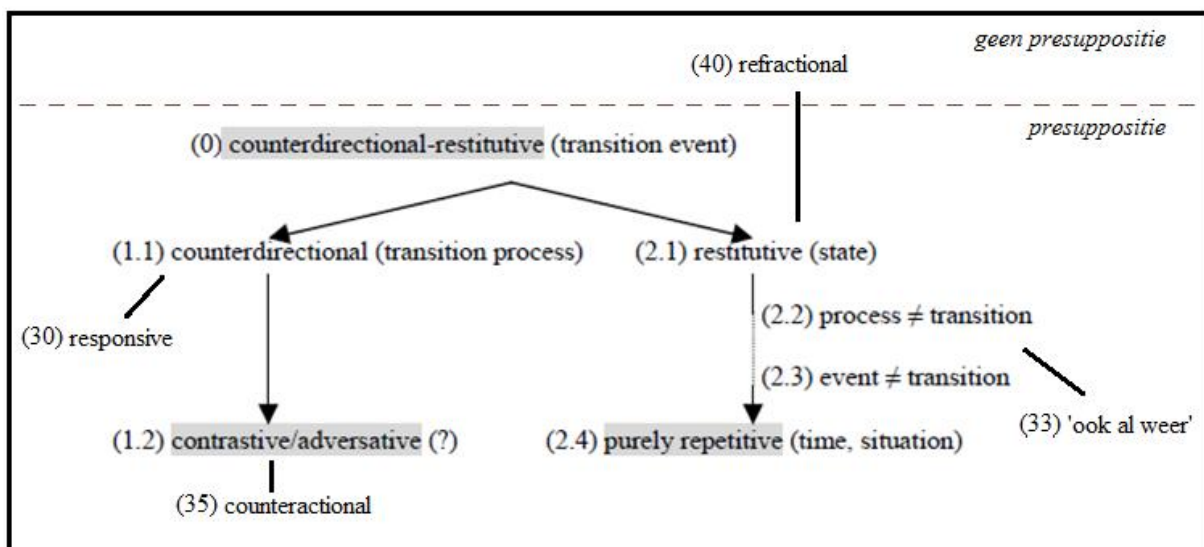 geen presuppositie
(40) refractional
presuppositie
(0) counterdirectional-restitutive (transition event)
(1.1) counterdirectional (transition process)
(2.1) restitutive (state)
(2.2) process ≠ transition
(30) responsive
(2.3) event ≠ transition
(33) 'ook al weer'
(1.2) contrastive/adversative (?)
(2.4) purely repetitive (time, situation)
(35) counteractional